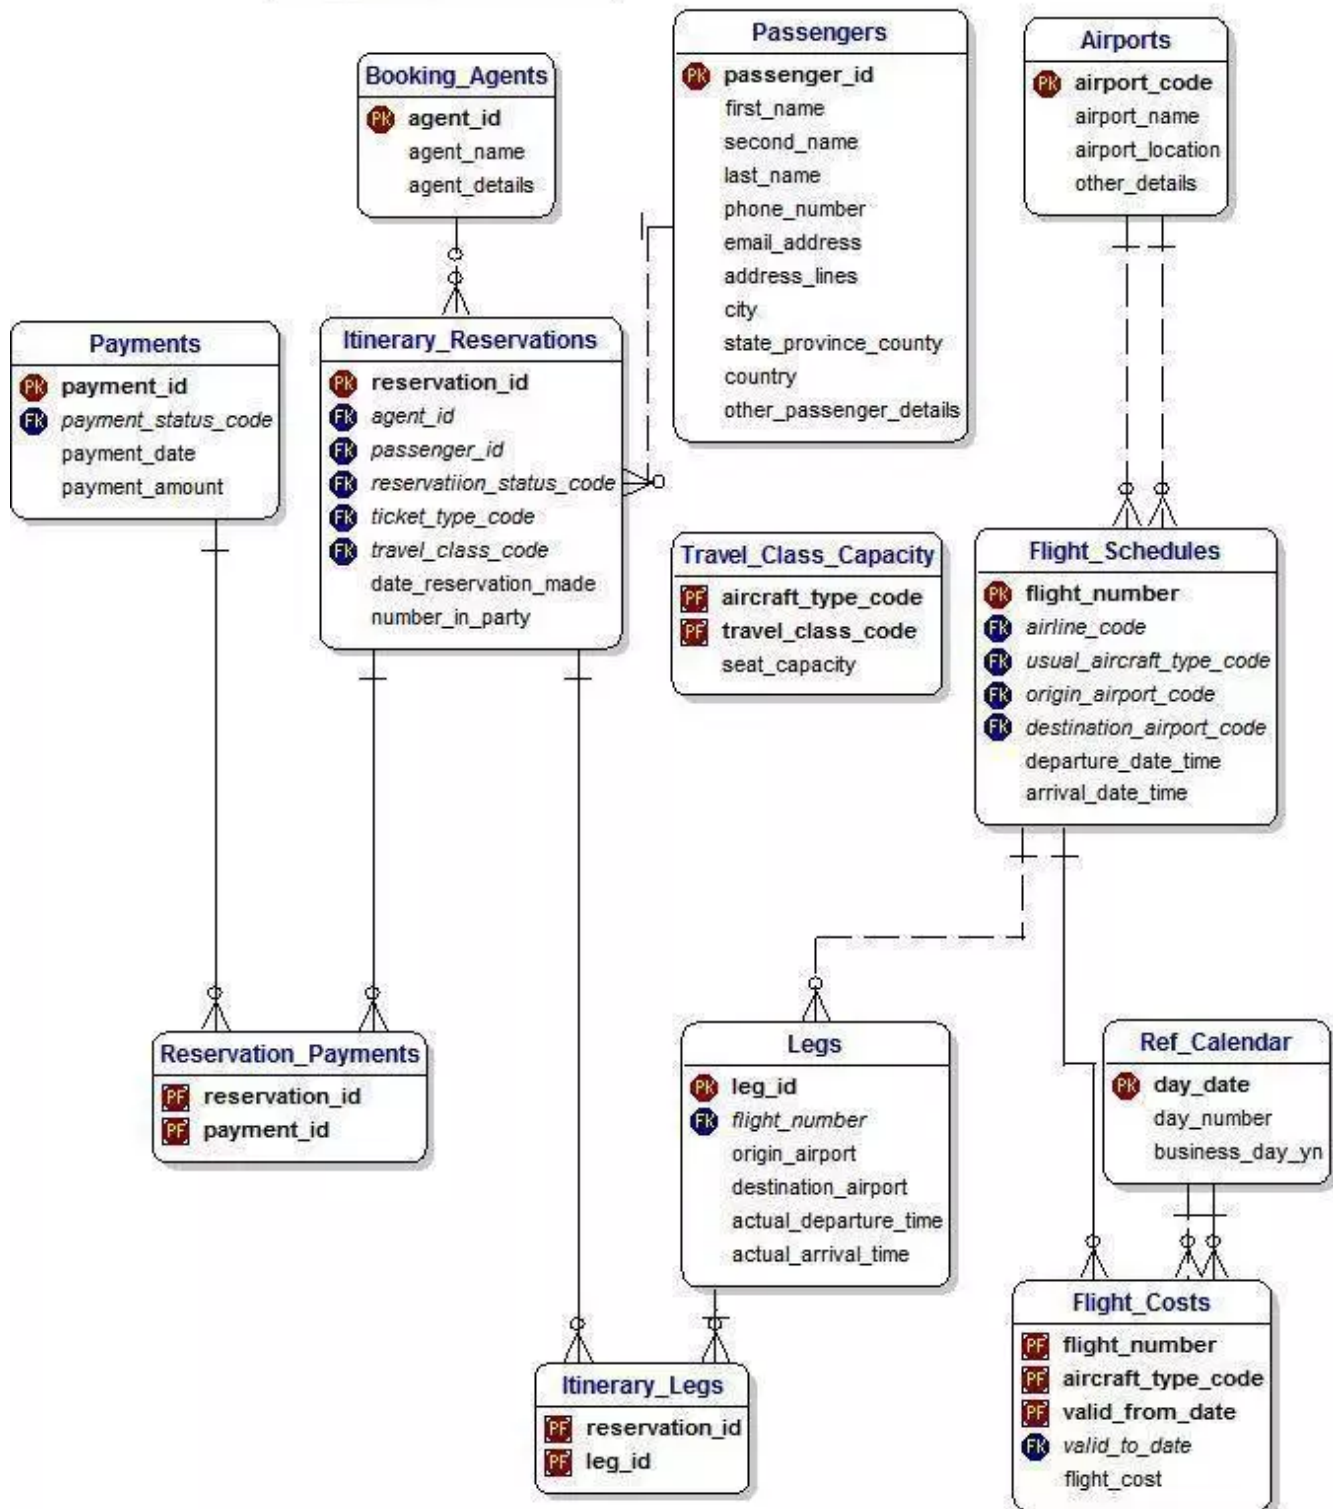 Booking_Agents
PK agent_id
agent_name
agent_details
Passengers
PK passenger_id
first_name
second_name
last_name
phone_number
email_address
address_lines
city
state_province_county
country
other_passenger_details
Airports
PK airport_code
airport_name
airport_location
other_details
Payments
PK payment_id
FK payment_status_code
payment_date
payment_amount
Itinerary_Reservations
PK reservation_id
FK agent_id
FK passenger_id
FK reservatiion_status_code
FK ticket_type_code
FK travel_class_code
date_reservation_made
number_in_party
Travel_Class_Capacity
PF aircraft_type_code
PF travel_class_code
seat_capacity
Flight_Schedules
PK flight_number
FK airline_code
FK usual_aircraft_type_code
FK origin_airport_code
FK destination_airport_code
departure_date_time
arrival_date_time
Reservation_Payments
PF reservation_id
PF payment_id
Legs
PK leg_id
FK flight_number
origin_airport
destination_airport
actual_departure_time
actual_arrival_time
Ref_Calendar
PK day_date
day_number
business_day_yn
Itinerary_Legs
PF reservation_id
PF leg_id
Flight_Costs
PF flight_number
PF aircraft_type_code
PF valid_from_date
FK valid_to_date
flight_cost